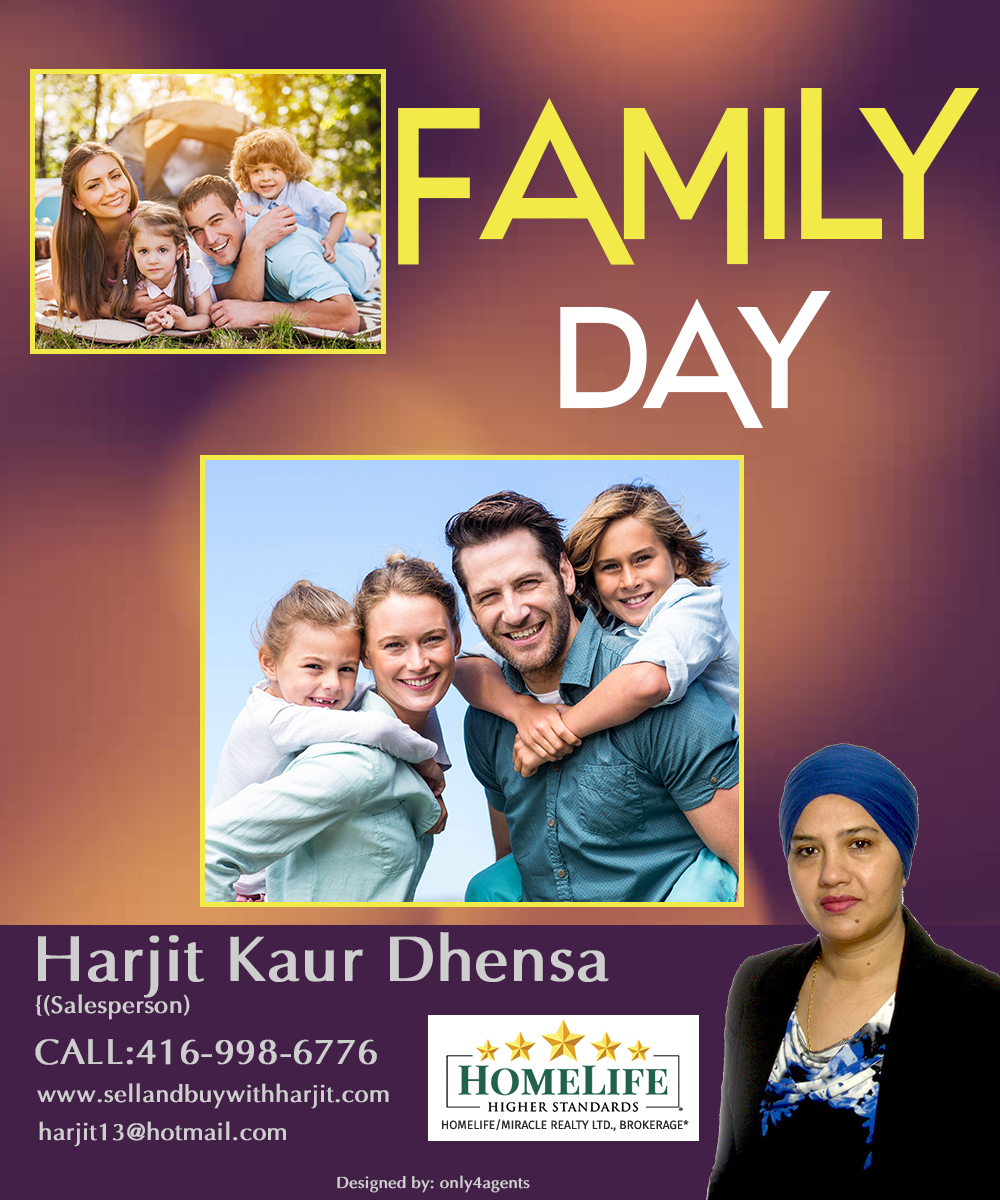 FAMILY
DAY
Harjit Kaur Dhensa
{(Salesperson)
CALL:416-998-6776
www.sellandbuywithharjit.com
harjit13@hotmail.com
HOMELIFE
HIGHER STANDARDS
HOMELIFE/MIRACLE REALTY LTD., BROKERAGE*
Designed by: only4agents